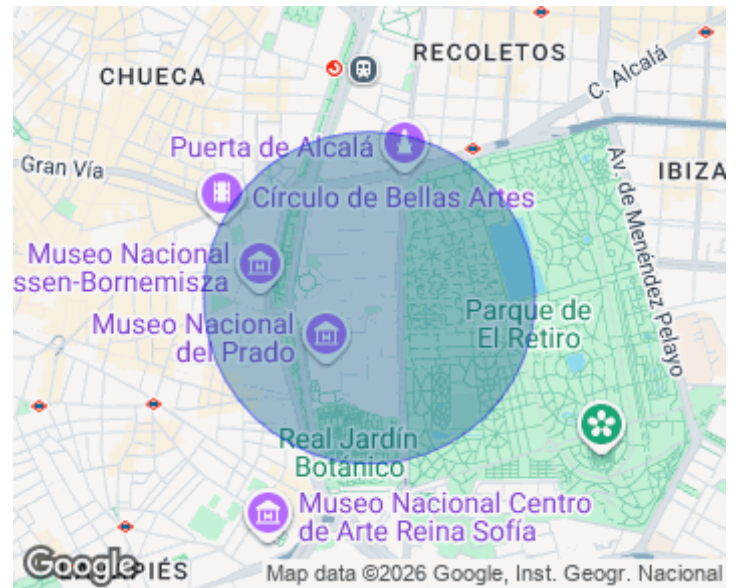 RECOLETOS
CHUECA
C. Alcalá
Puerta de Alcalá
Gran Vía
IBIZA
Círculo de Bellas Artes
Av. de Menéndez Pelayo
Museo Nacional
ssen-Bornemisza
Parque de
El Retiro
Museo Nacional
del Prado
Real Jardín
Botánico
Museo Nacional Centro
de Arte Reina Sofía
Google
PIÉS
Map data ©2026 Google, Inst. Geogr. Nacional